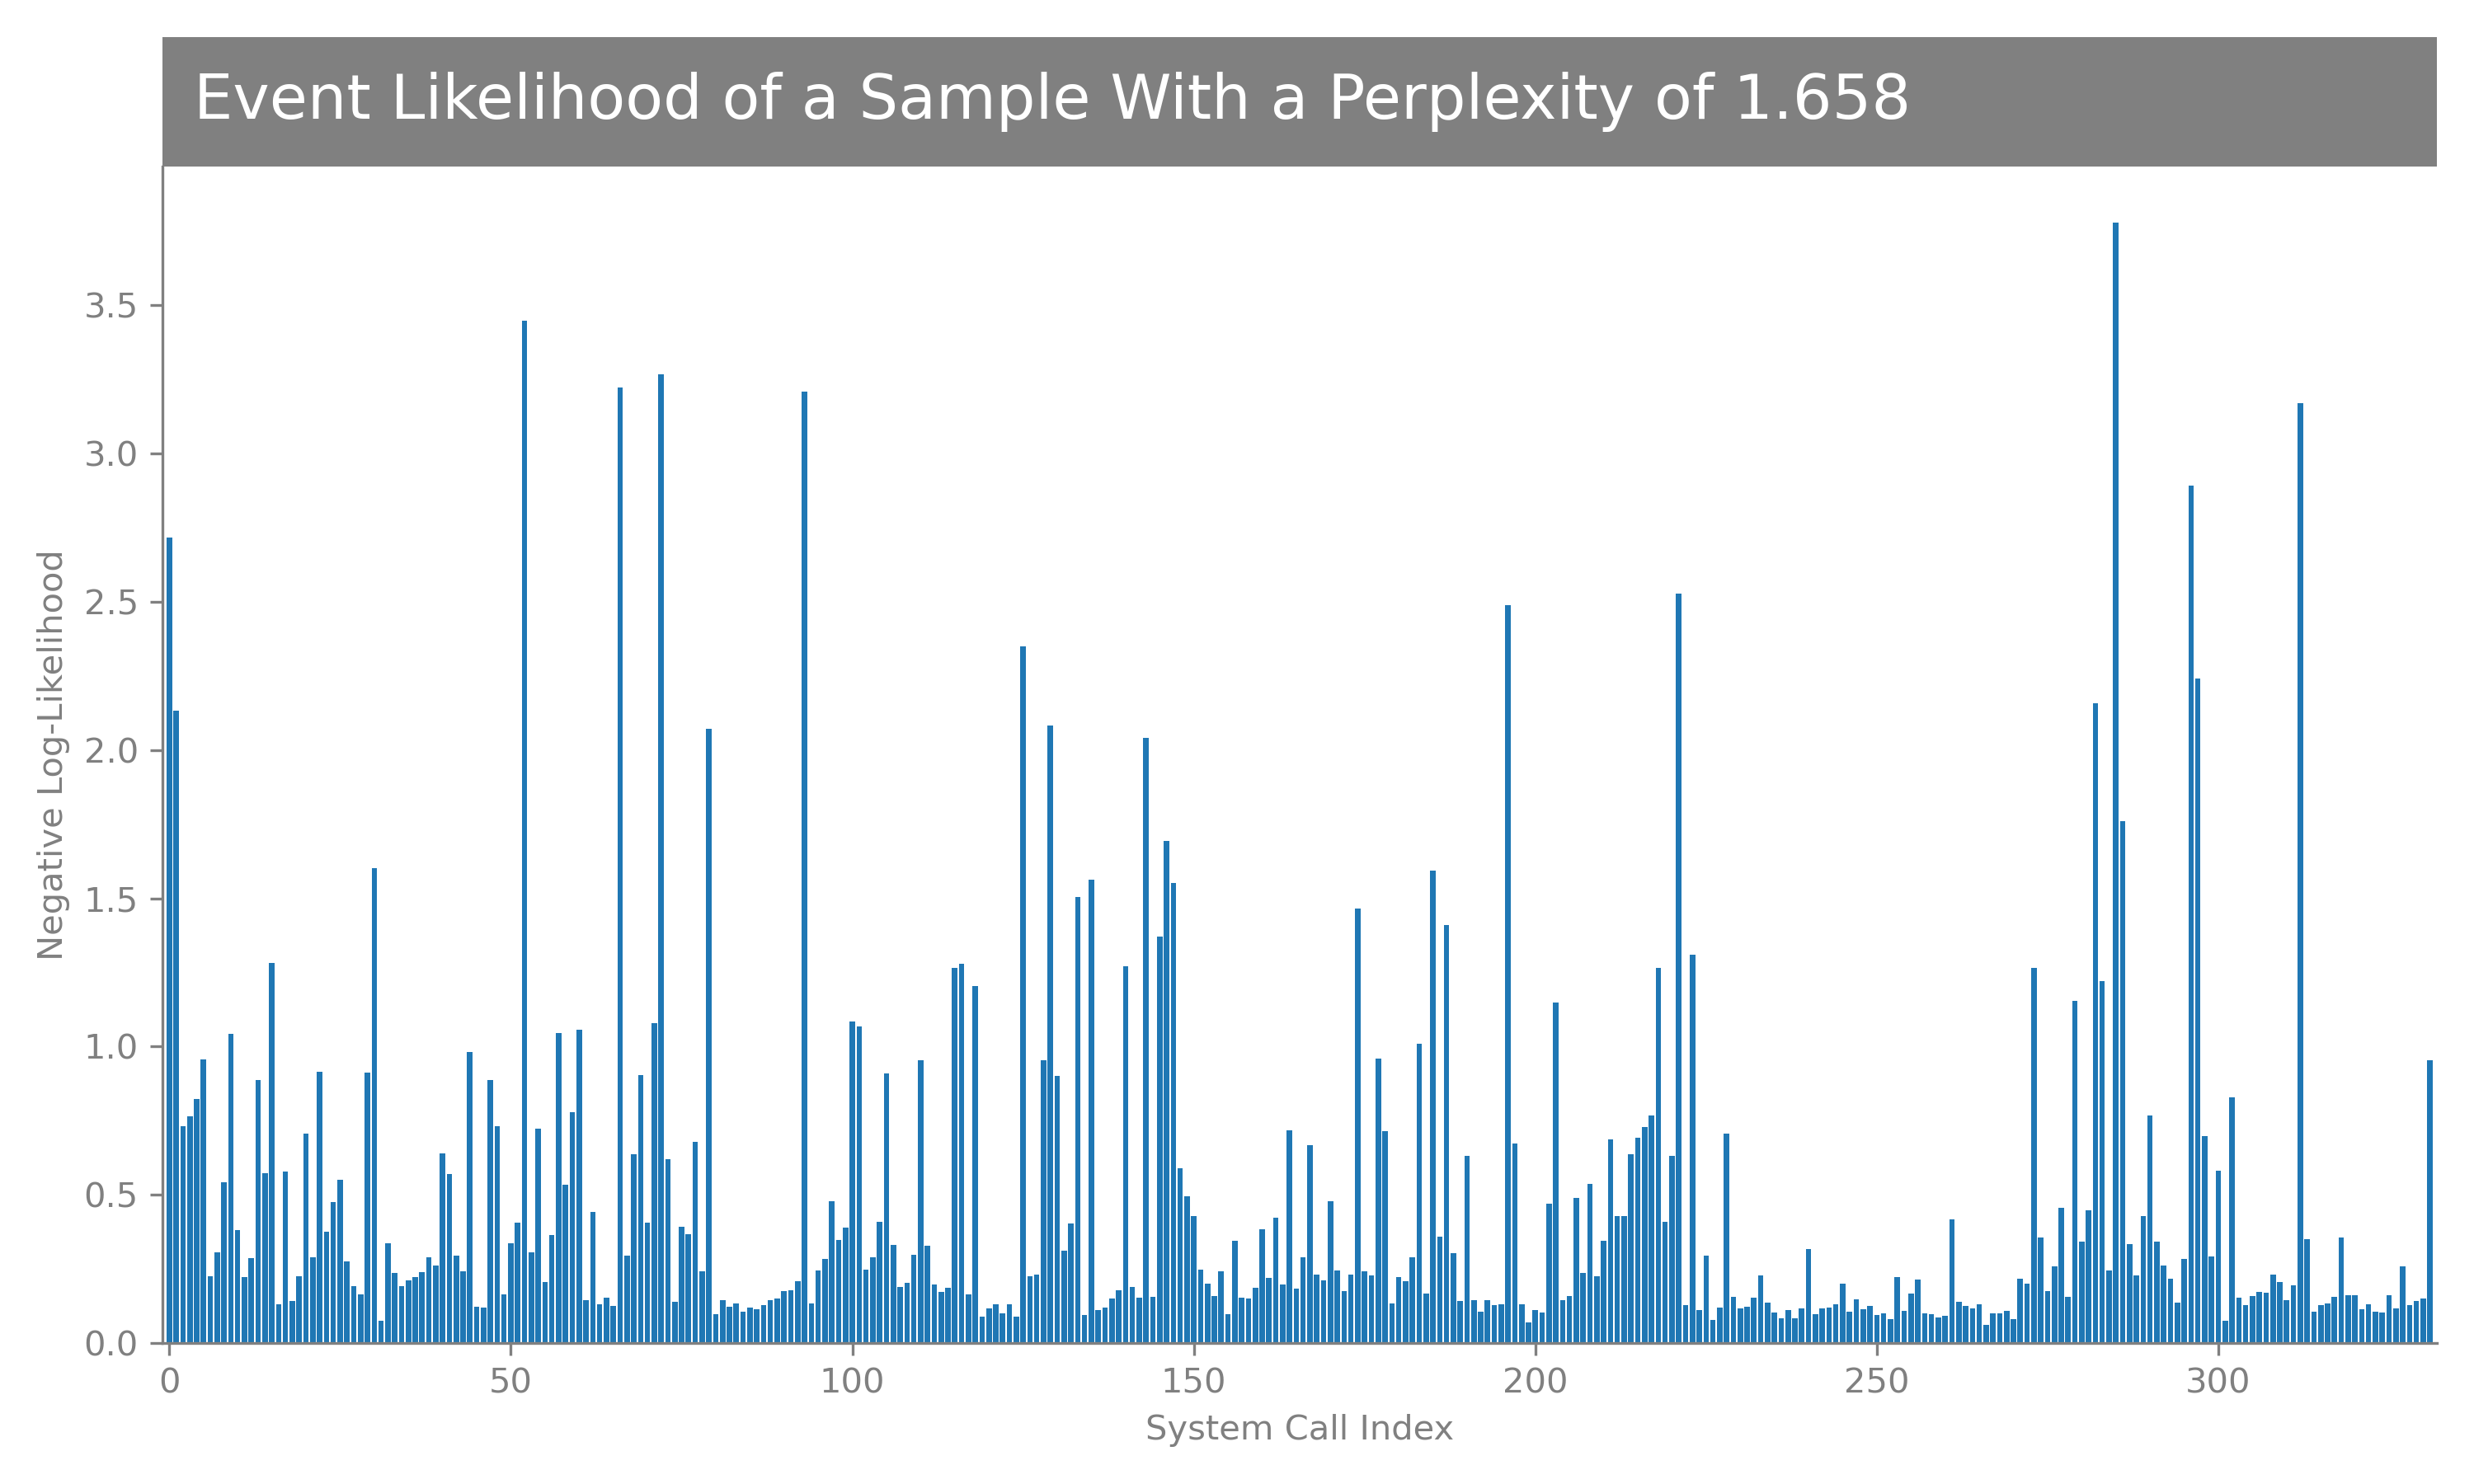 Event Likelihood of a Sample With a Perplexity of 1.658
Negative Log-Likelihood
3.5
3.0
2.5
2.0
1.5
1.0
0.5
0.0
0 50 100 150 200 250 300
System Call Index